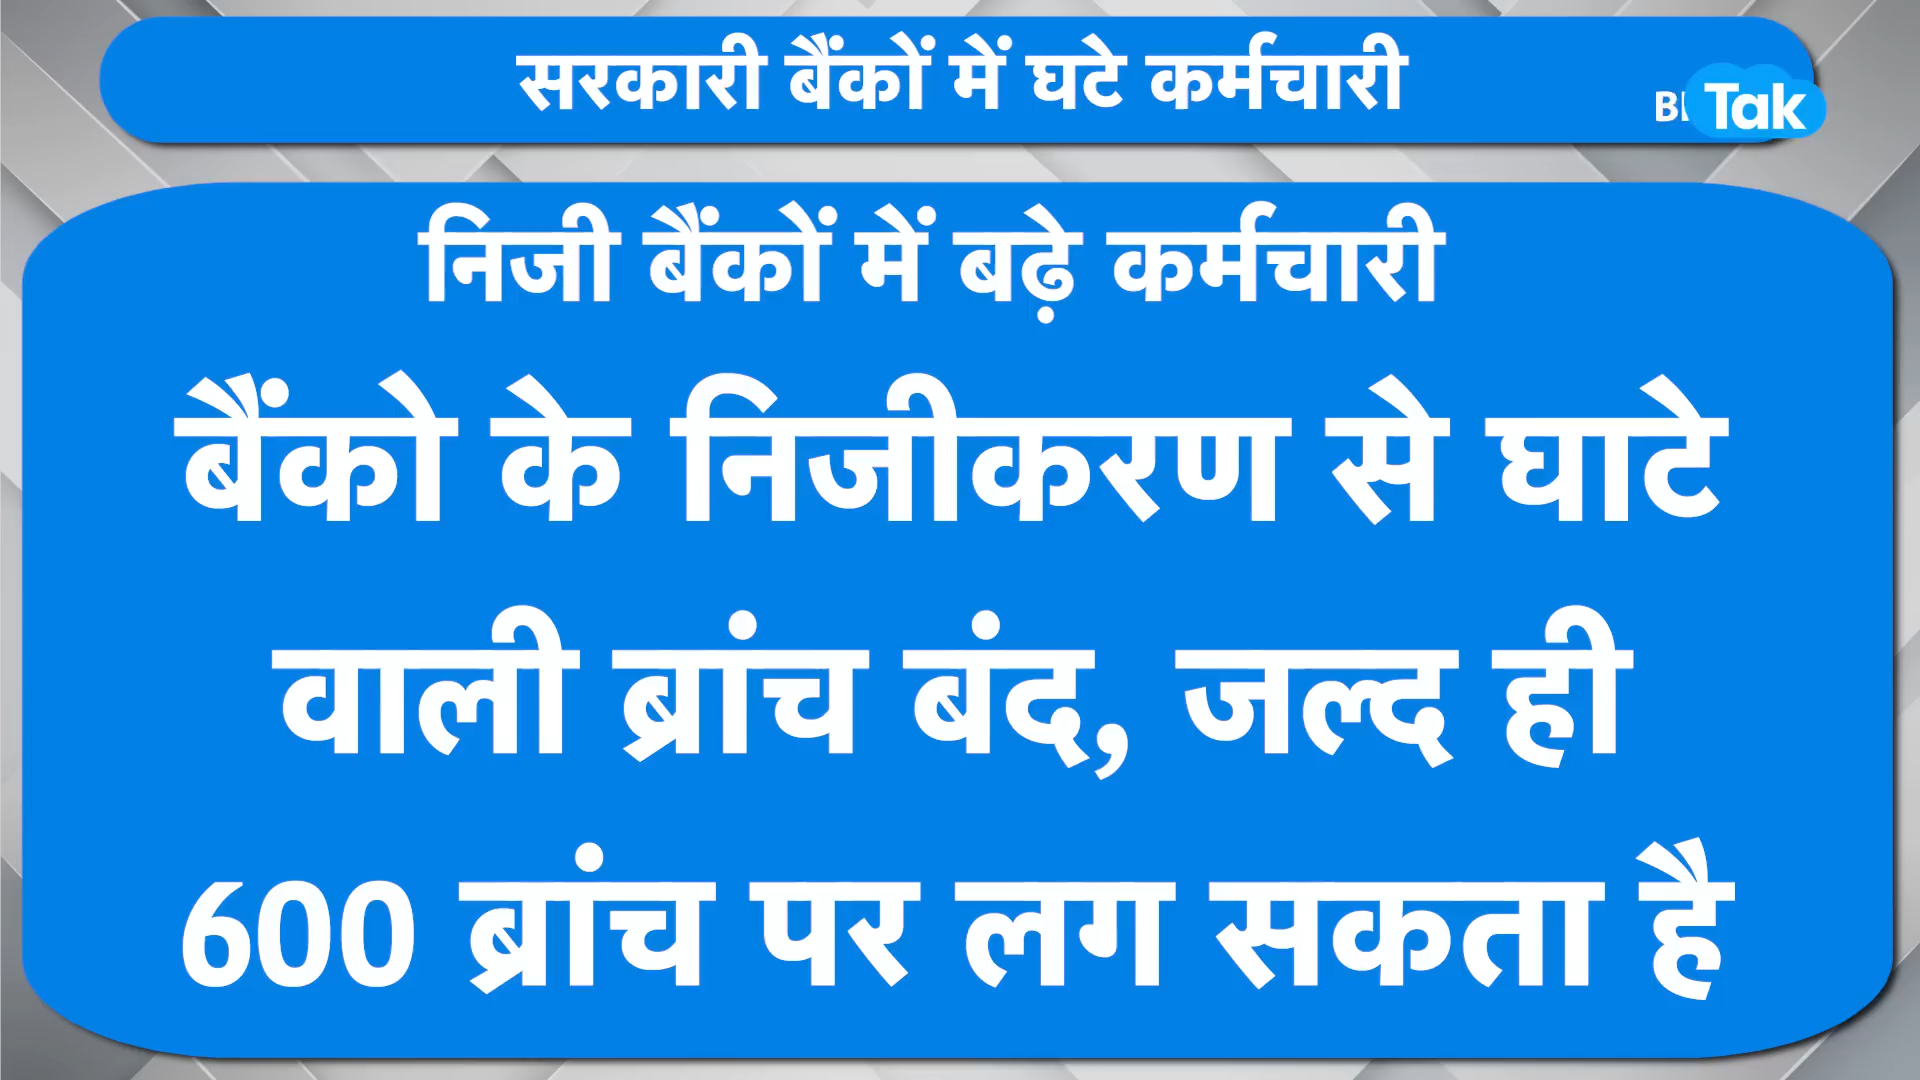 सरकारी बैंकों में घटे कर्मचारी
Tak
निजी बैंकों में बढ़े कर्मचारी
बैंको के निजीकरण से घाटे
वाली ब्रांच बंद, जल्द ही
600 ब्रांच पर लग सकता है